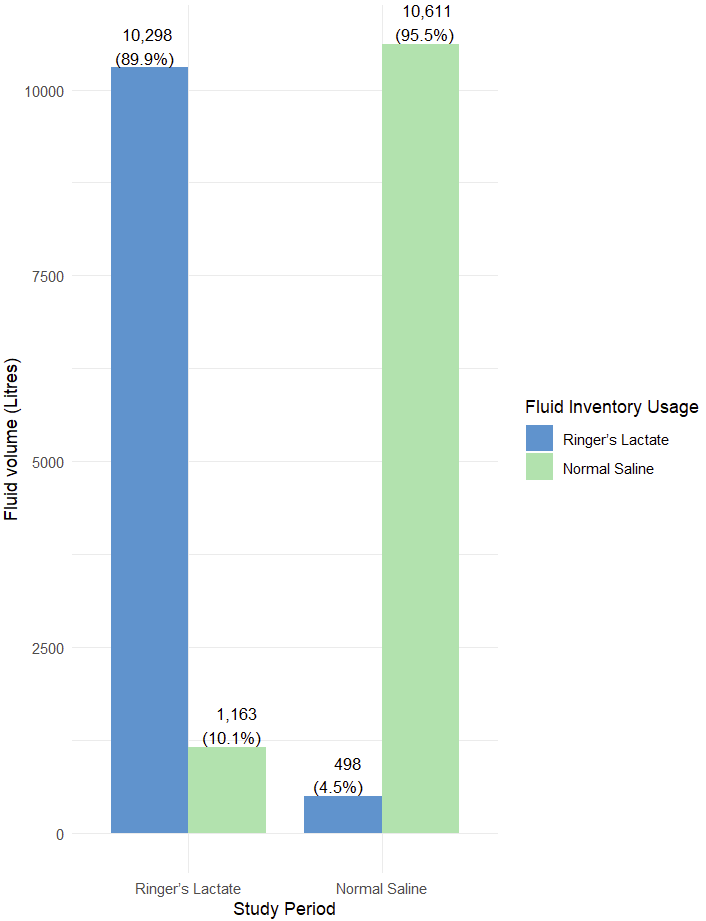 10,611
(95.5%)
10,298
(89.9%)
10000
7500
5000
2500
0
Fluid volume (Litres)
1,163
(10.1%)
498
(4.5%)
Ringer’s Lactate
Normal Saline
Study Period
Fluid Inventory Usage
Ringer’s Lactate
Normal Saline